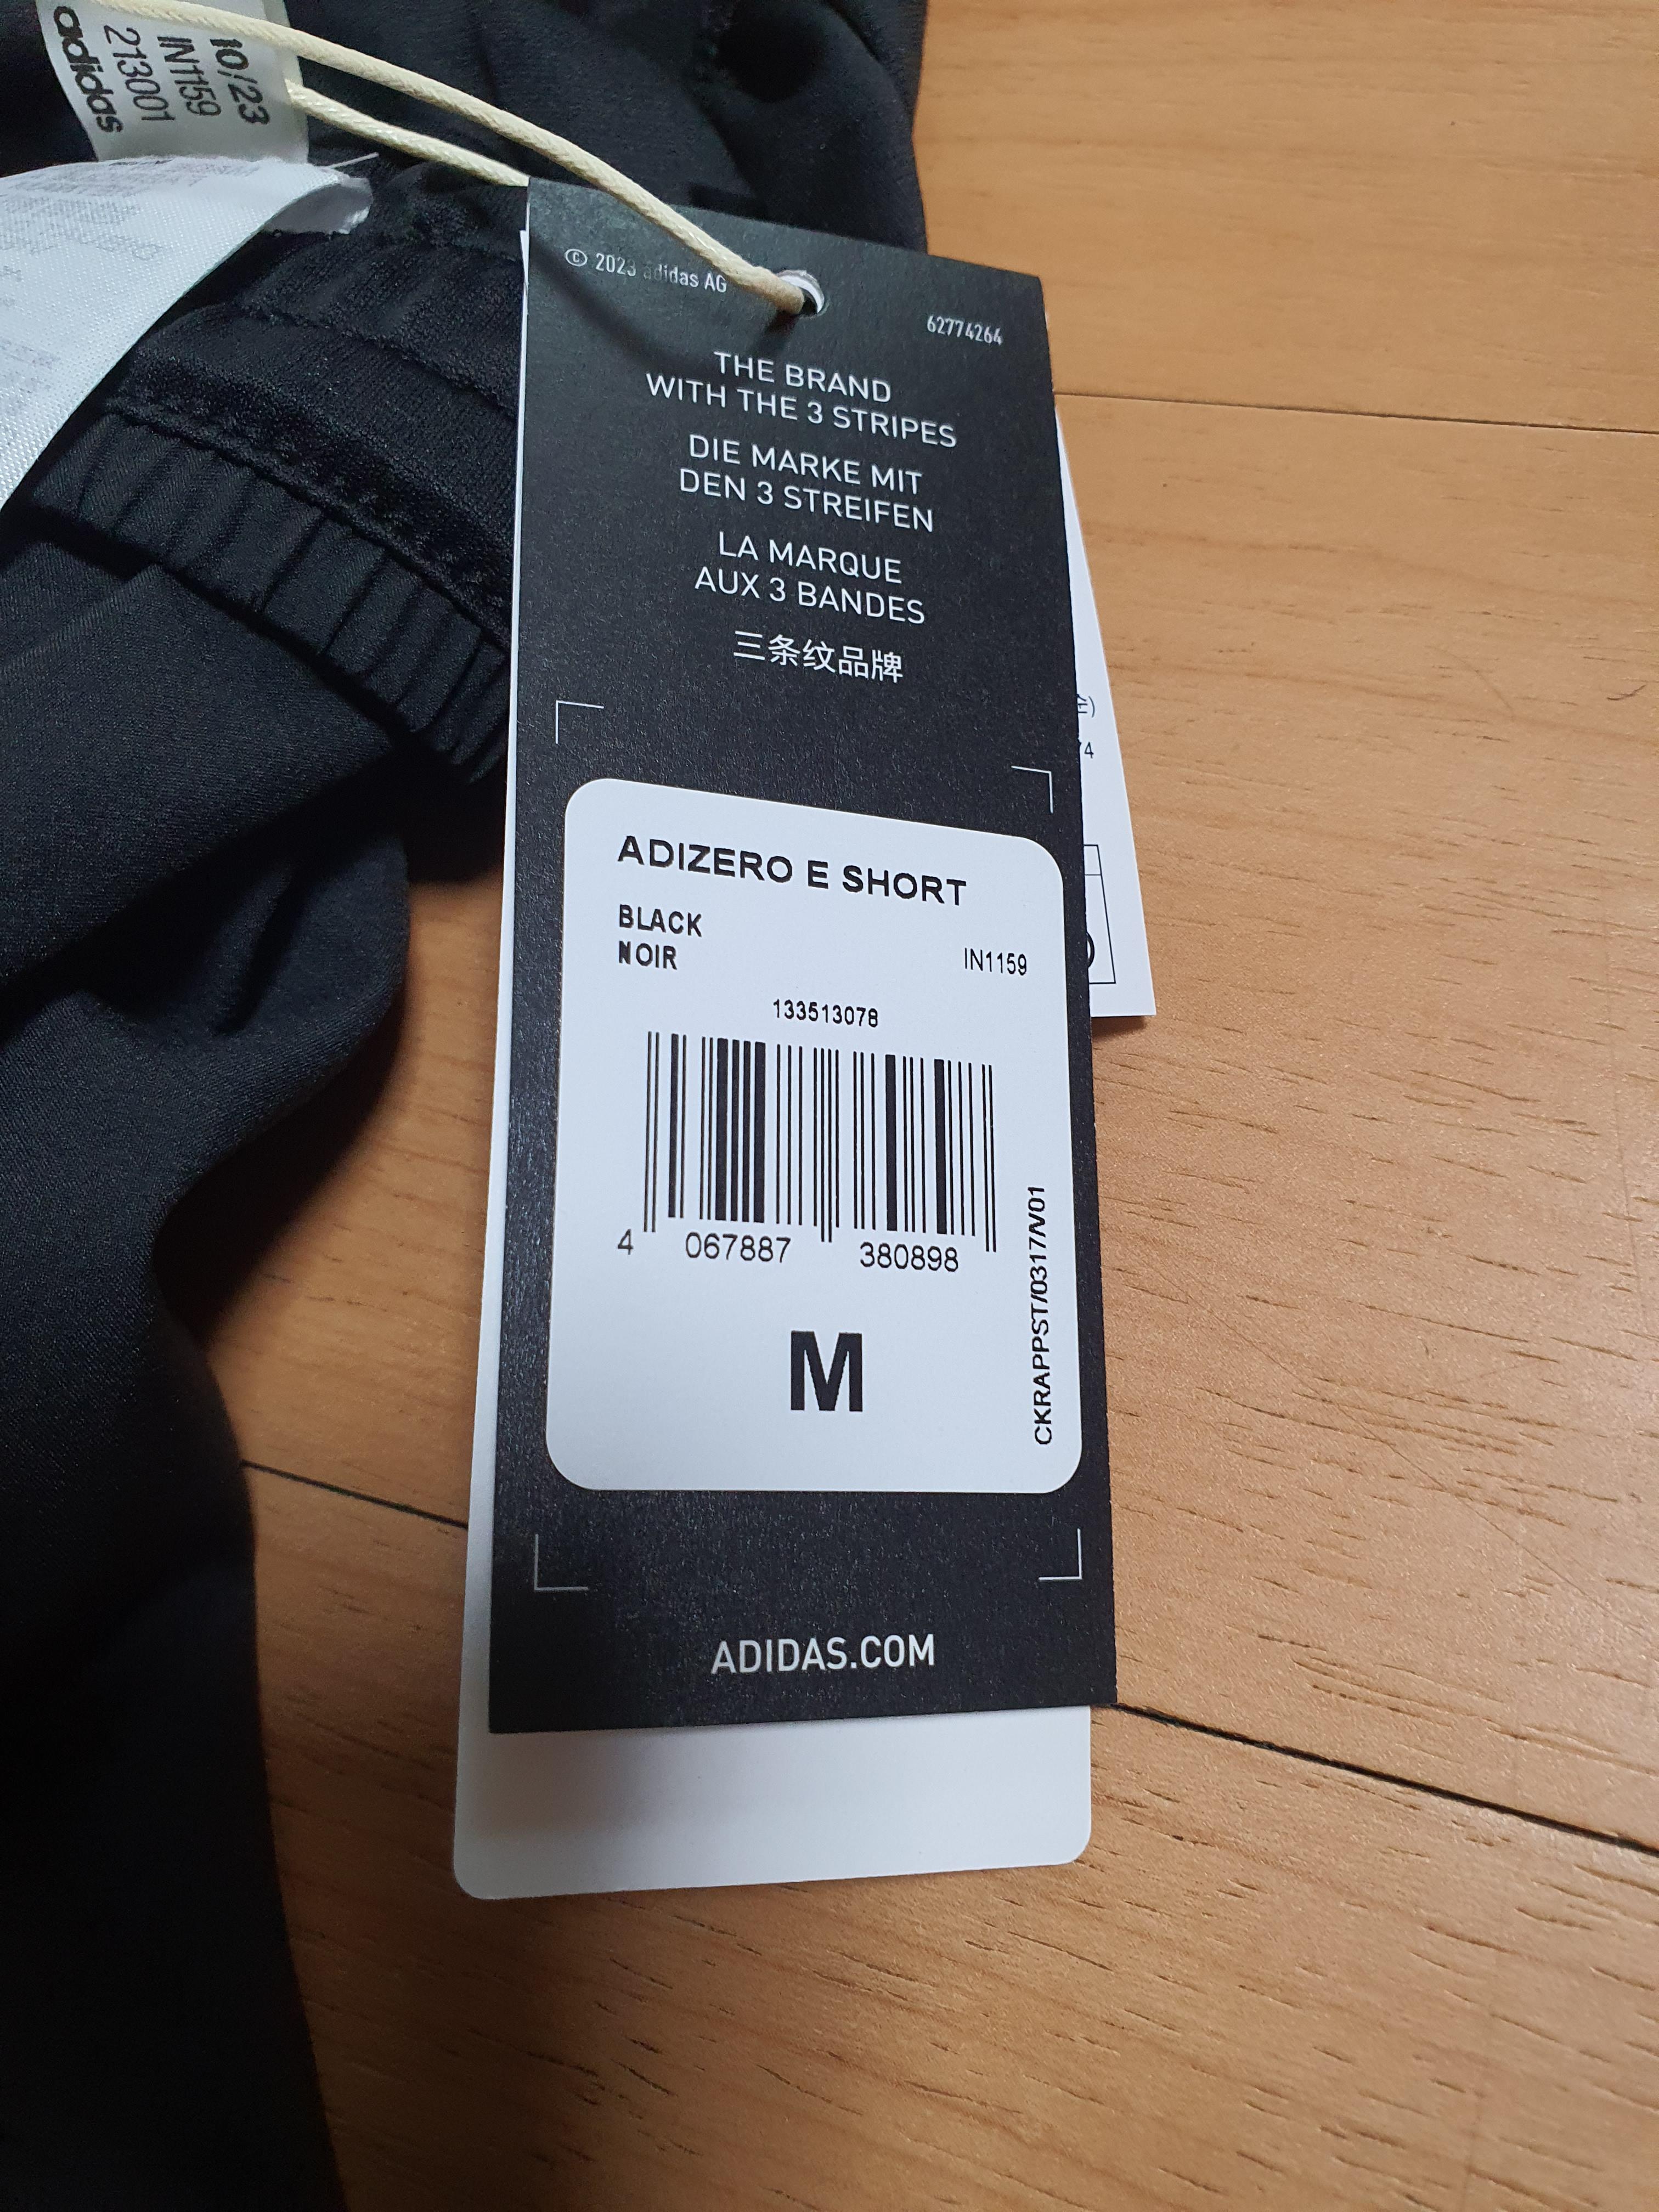 10/23
IN1159
213001
adidas
© 2023 adidas AG
62774264
THE BRAND
WITH THE 3 STRIPES
DIE MARKE MIT
DEN 3 STREIFEN
LA MARQUE
AUX 3 BANDES
三条纹品牌
ADIZERO E SHORT
BLACK
NOIR
IN1159
133513078
4 067887 380898
CKRAPPST/0317/V01
M
ADIDAS.COM